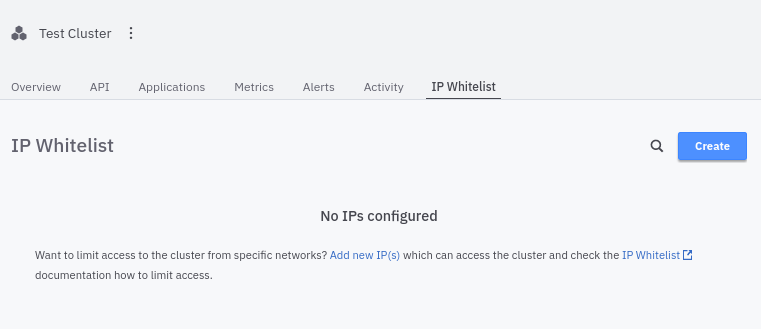 Test Cluster
Overview API Applications Metrics Alerts Activity IP Whitelist
IP Whitelist
Create
No IPs configured
Want to limit access to the cluster from specific networks? Add new IP(s) which can access the cluster and check the IP Whitelist
documentation how to limit access.